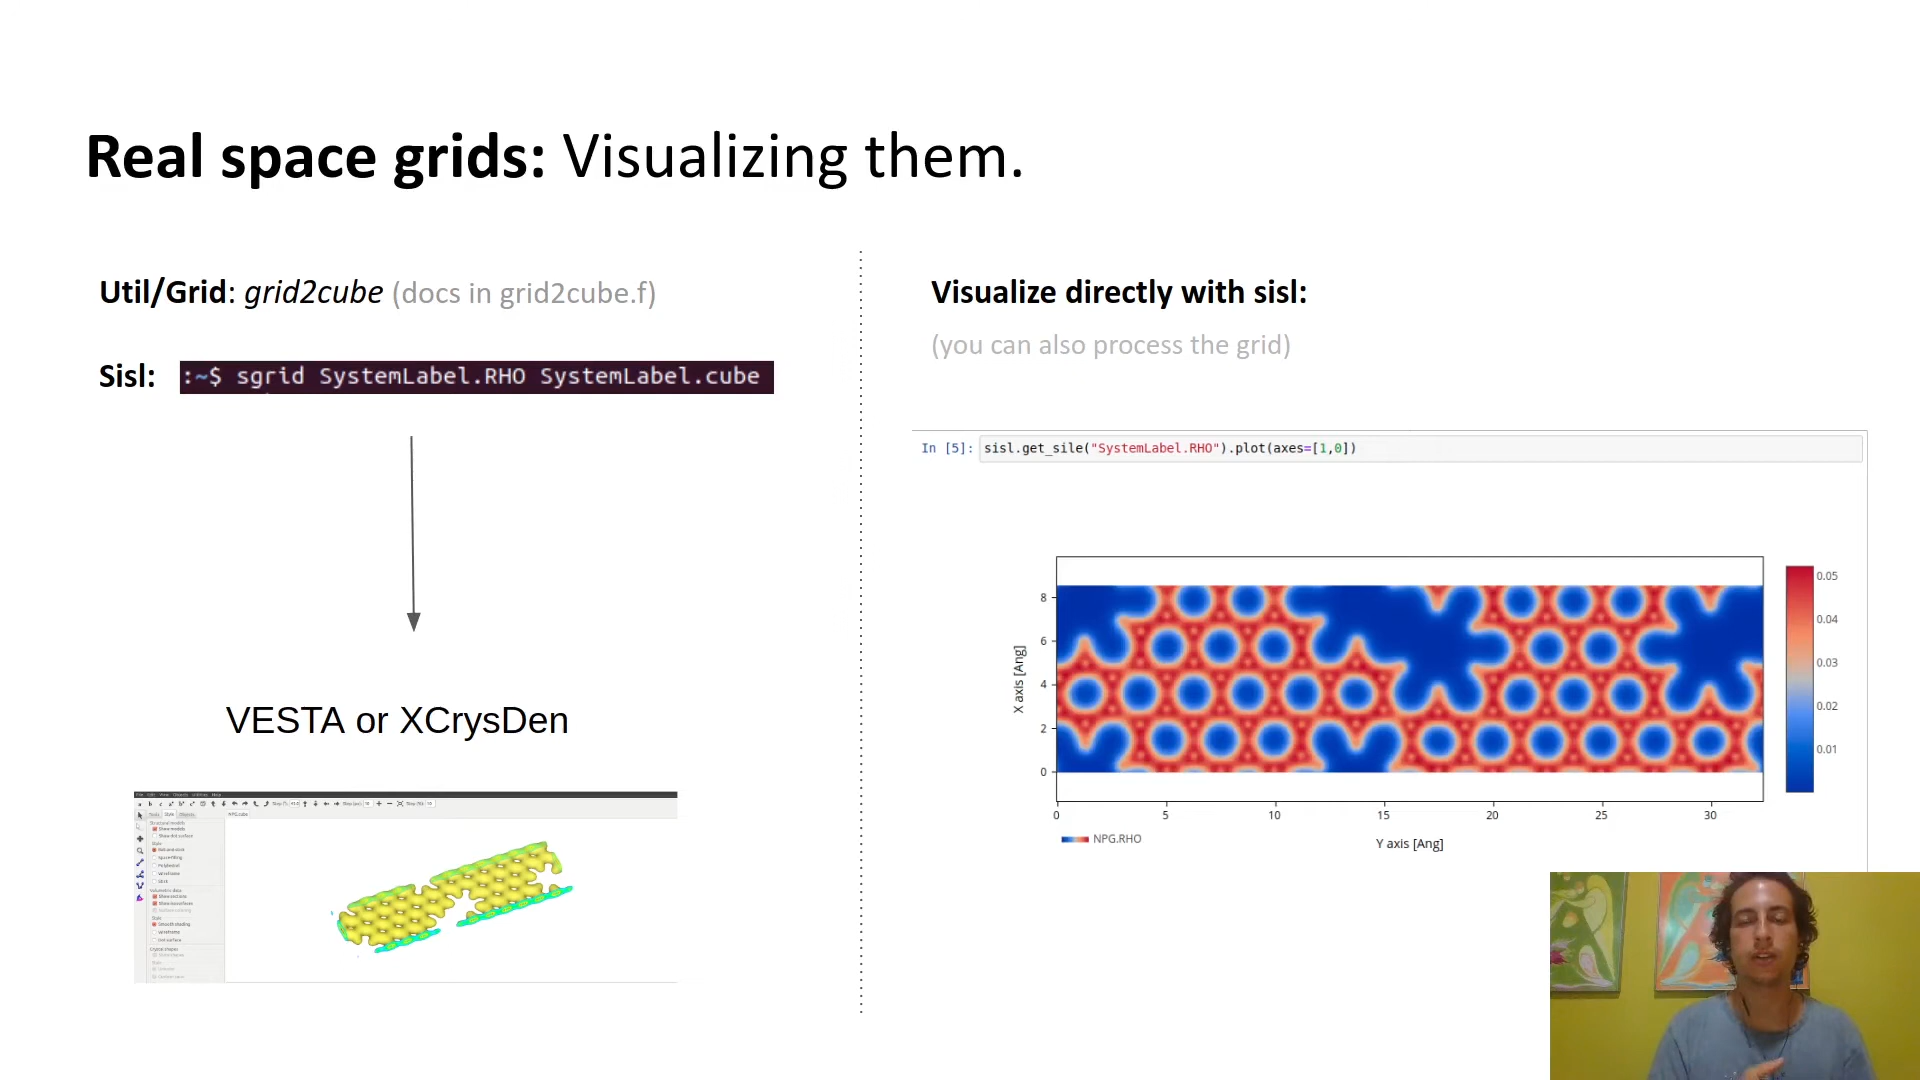 Real space grids: Visualizing them.
Util/Grid: grid2cube (docs in grid2cube.f)
Sisl: :~$ sgrid SystemLabel.RHO SystemLabel.cube
VESTA or XCrysDen
Visualize directly with sisl:
(you can also process the grid)
In [5]: sisl.get_sile("SystemLabel.RHO").plot(axes=[1,0])
8
6
4
2
0
X axis [Ang]
0 5 10 15 20 25 30
Y axis [Ang]
NPG.RHO
0.05
0.04
0.03
0.02
0.01